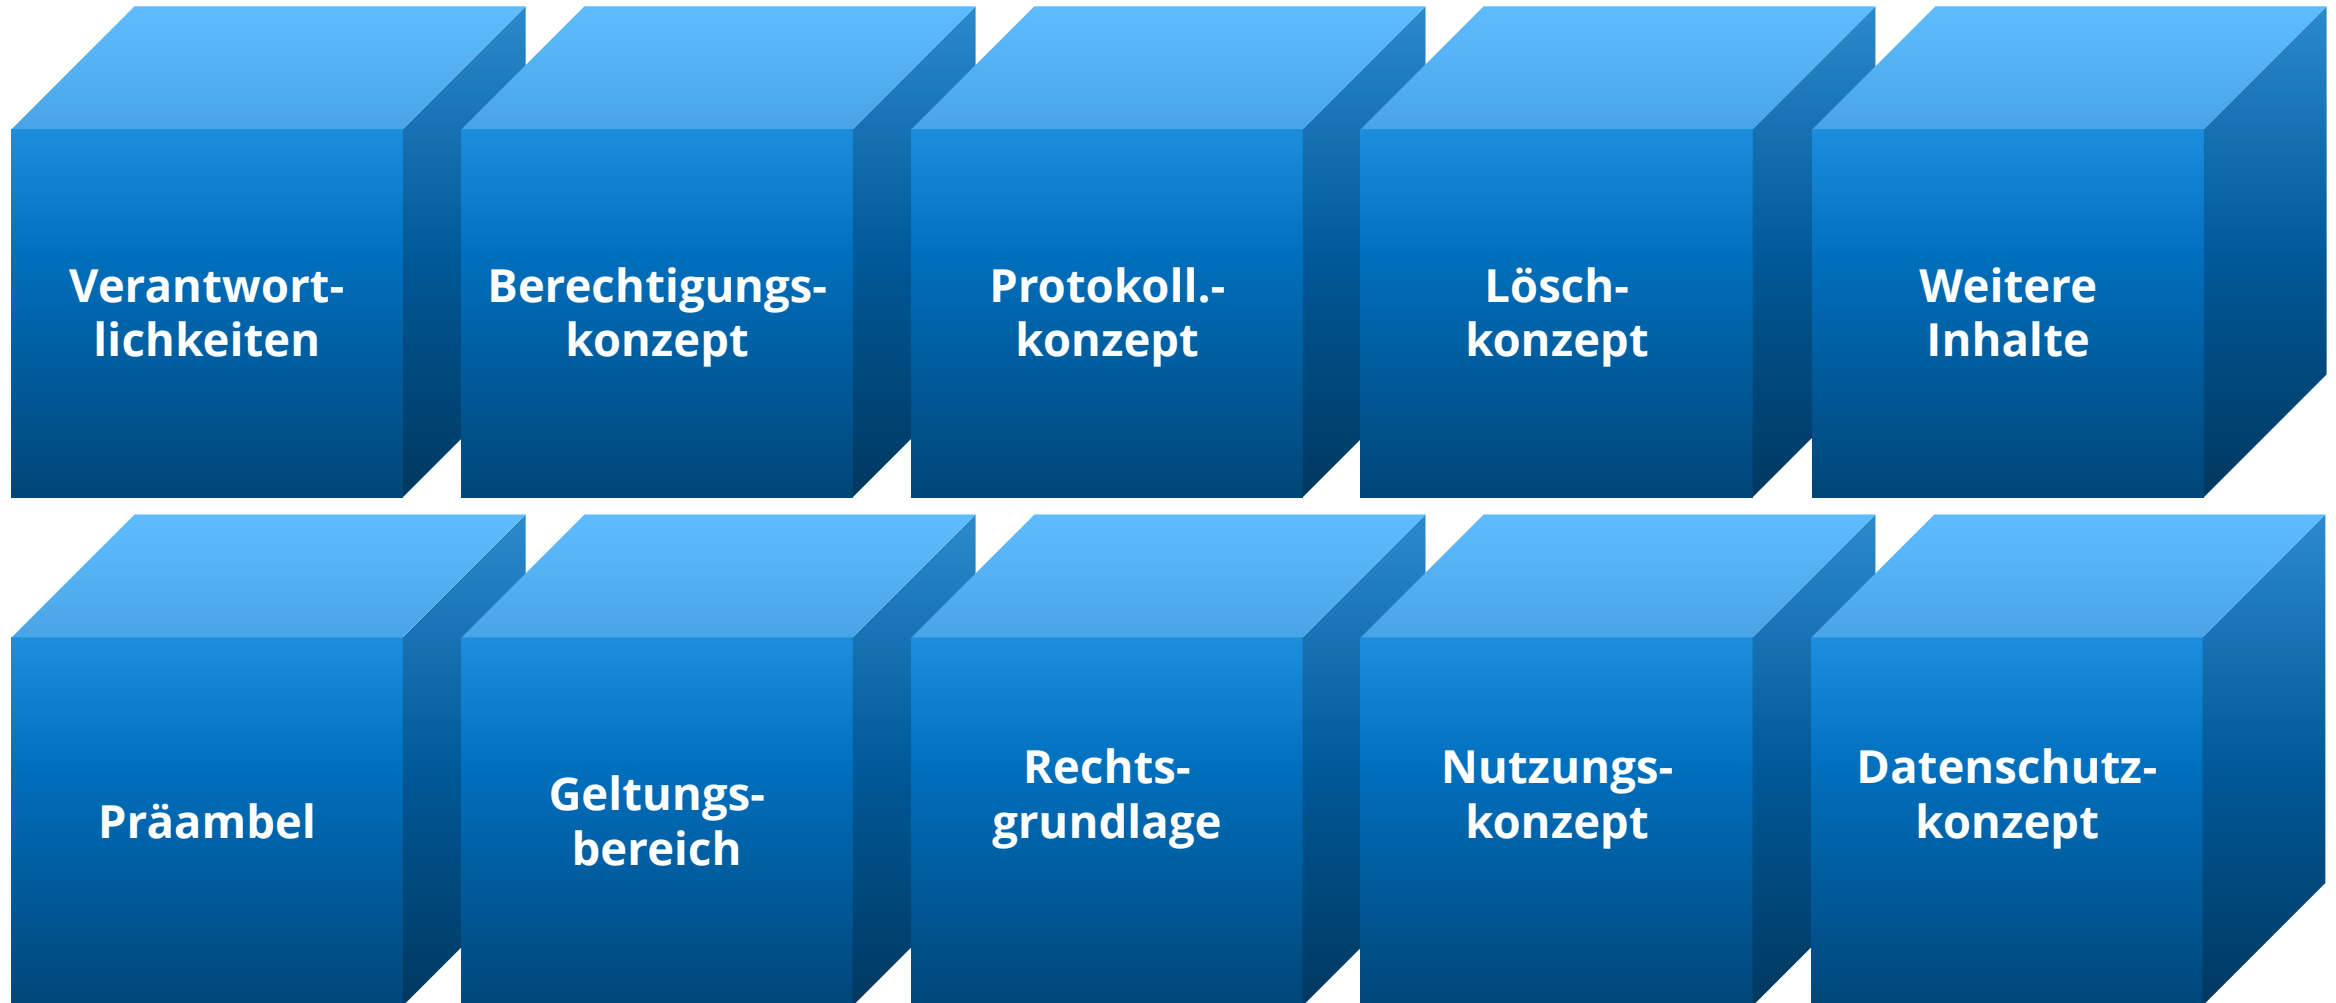 Verantwort-
lichkeiten
Berechtigungs-
konzept
Protokoll.-
konzept
Lösch-
konzept
Weitere
Inhalte
Präambel
Geltungs-
bereich
Rechts-
grundlage
Nutzungs-
konzept
Datenschutz-
konzept